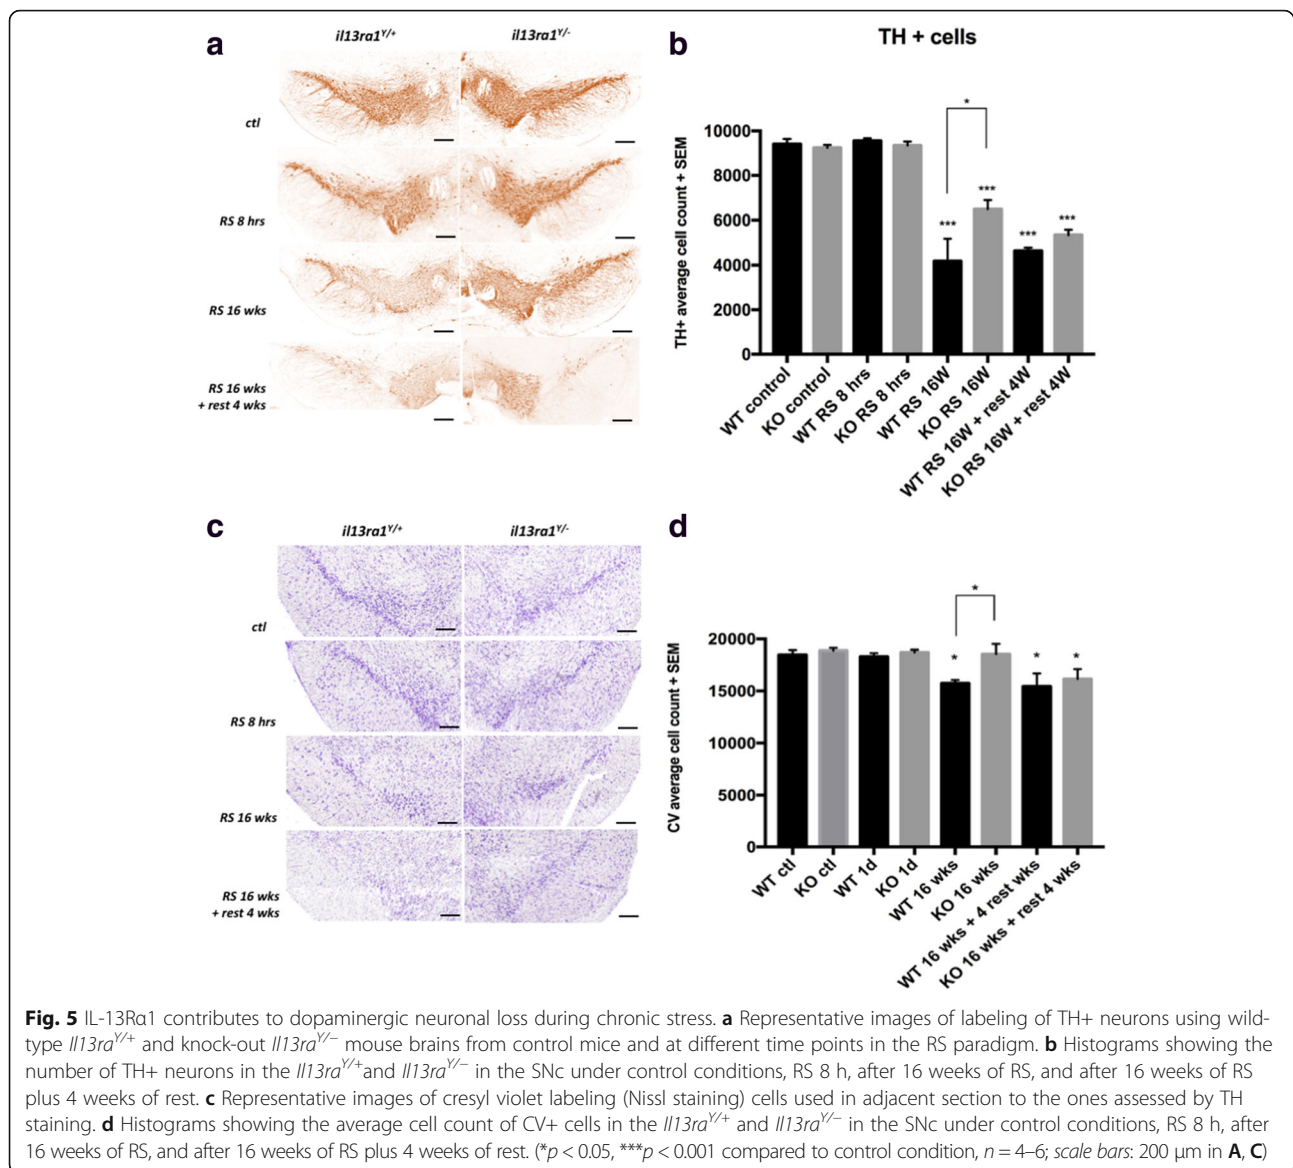 a
il13ra1Y/+
il13ra1Y/-
ctl
RS 8 hrs
RS 16 wks
RS 16 wks
+ rest 4 wks
b
TH + cells
TH+ average cell count + SEM
10000
8000
6000
4000
2000
0
*
***
***
***
***
WT control
KO control
WT RS 8 hrs
KO RS 8 hrs
WT RS 16W
KO RS 16W
WT RS 16W + rest 4W
KO RS 16W + rest 4W
c
il13ra1Y/+
il13ra1Y/-
ctl
RS 8 hrs
RS 16 wks
RS 16 wks
+ rest 4 wks
d
CV average cell count + SEM
20000
15000
10000
5000
0
*
*
*
*
WT ctl
KO ctl
WT 1d
KO 1d
WT 16 wks
KO 16 wks
WT 16 wks + 4 rest wks
KO 16 wks + rest 4 wks
Fig. 5 IL-13Rα1 contributes to dopaminergic neuronal loss during chronic stress. a Representative images of labeling of TH+ neurons using wild-
type Il13raY/+ and knock-out Il13raY/− mouse brains from control mice and at different time points in the RS paradigm. b Histograms showing the
number of TH+ neurons in the Il13raY/+and Il13raY/− in the SNc under control conditions, RS 8 h, after 16 weeks of RS, and after 16 weeks of RS
plus 4 weeks of rest. c Representative images of cresyl violet labeling (Nissl staining) cells used in adjacent section to the ones assessed by TH
staining. d Histograms showing the average cell count of CV+ cells in the Il13raY/+ and Il13raY/− in the SNc under control conditions, RS 8 h, after
16 weeks of RS, and after 16 weeks of RS plus 4 weeks of rest. (*p < 0.05, ***p < 0.001 compared to control condition, n = 4–6; scale bars: 200 μm in A, C)